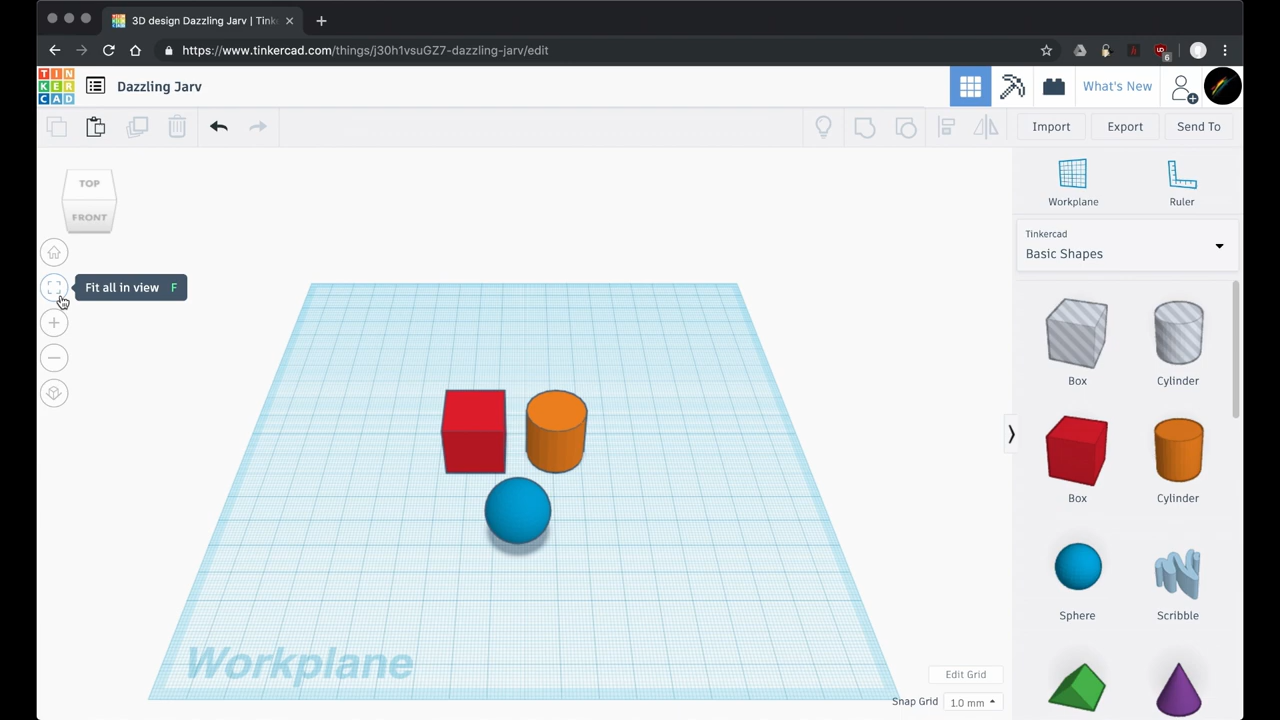 3D design Dazzling Jarv | Tink
https://www.tinkercad.com/things/j30h1vsuGZ7-dazzling-jarv/edit
6
TIN
KER
CAD
Dazzling Jarv
What's New
Import
Export
Send To
TOP
FRONT
Workplane
Ruler
Tinkercad
Basic Shapes
Fit all in view F
Box
Cylinder
Box
Cylinder
Sphere
Scribble
Workplane
Edit Grid
Snap Grid
1.0 mm